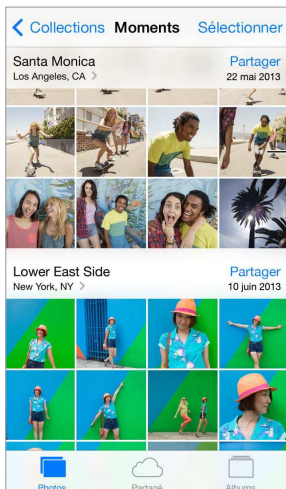 Collections Moments Sélectionner
Santa Monica Partager
Los Angeles, CA > 22 mai 2013
Lower East Side Partager
New York, NY > 10 juin 2013
Photos Partagé Albums